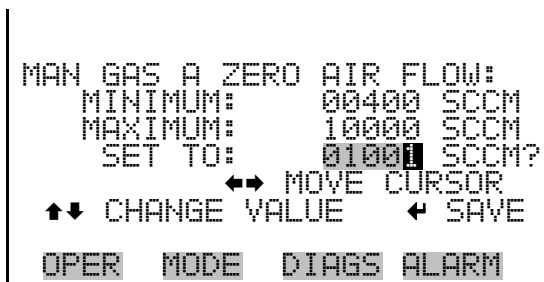 MAN GAS A ZERO AIR FLOW:
MINIMUM: 00400 SCCM
MAXIMUM: 10000 SCCM
SET TO: 01001 SCCM?
⬅➡ MOVE CURSOR
⬆⬇ CHANGE VALUE ↵ SAVE
OPER MODE DIAGS ALARM